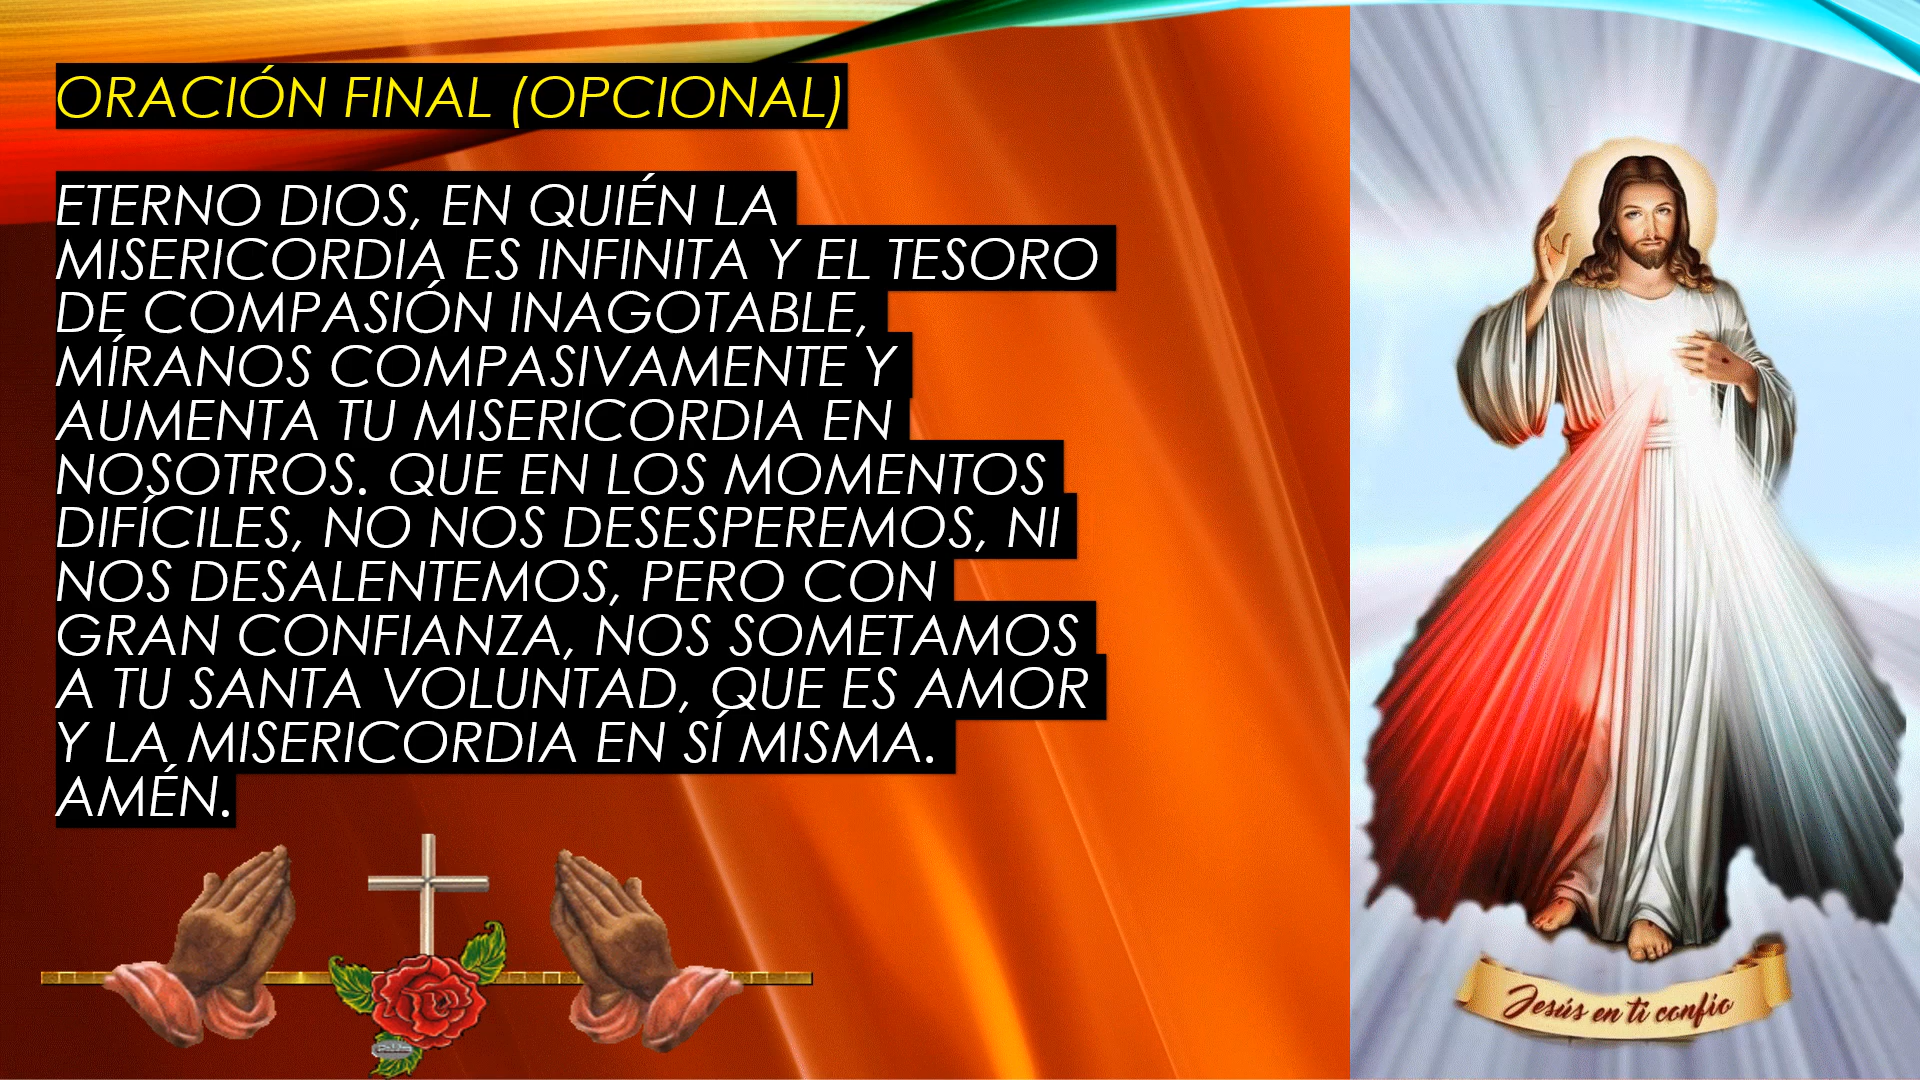 ORACIÓN FINAL (OPCIONAL)
ETERNO DIOS, EN QUIÉN LA
MISERICORDIA ES INFINITA Y EL TESORO
DE COMPASIÓN INAGOTABLE,
MÍRANOS COMPASIVAMENTE Y
AUMENTA TU MISERICORDIA EN
NOSOTROS. QUE EN LOS MOMENTOS
DIFÍCILES, NO NOS DESESPEREMOS, NI
NOS DESALENTEMOS, PERO CON
GRAN CONFIANZA, NOS SOMETAMOS
A TU SANTA VOLUNTAD, QUE ES AMOR
Y LA MISERICORDIA EN SÍ MISMA.
AMÉN.
Jesús en ti confío